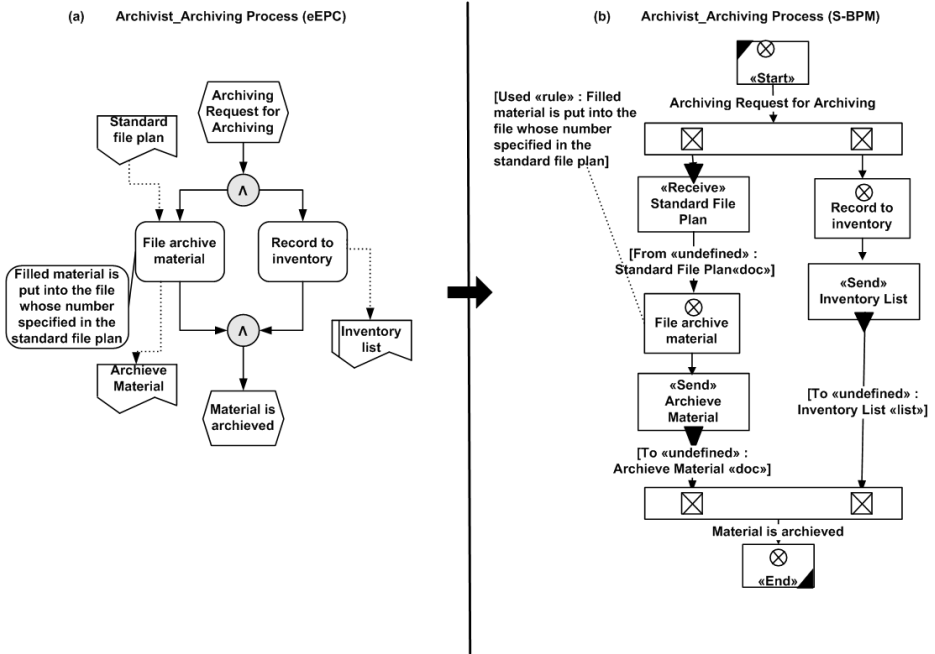 (a) Archivist_Archiving Process (eEPC)
Archiving
Request for
Archiving
Standard
file plan
Λ
File archive
material
Record to
inventory
Filled material is
put into the file
whose number
specified in the
standard file plan
Λ
Inventory
list
Archieve
Material
Material is
archieved
(b) Archivist_Archiving Process (S-BPM)
«Start»
[Used «rule» : Filled
material is put into the
file whose number
specified in the
standard file plan]
Archiving Request for Archiving
«Receive»
Standard File
Plan
Record to
inventory
[From «undefined» :
Standard File Plan«doc»]
«Send»
Inventory List
File archive
material
«Send»
Archieve
Material
[To «undefined» :
Inventory List «list»]
[To «undefined» :
Archieve Material «doc»]
Material is archieved
«End»